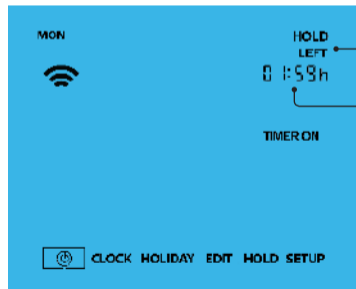 MON
HOLD
LEFT
01:59h
TIMER ON
CLOCK HOLIDAY EDIT HOLD SETUP